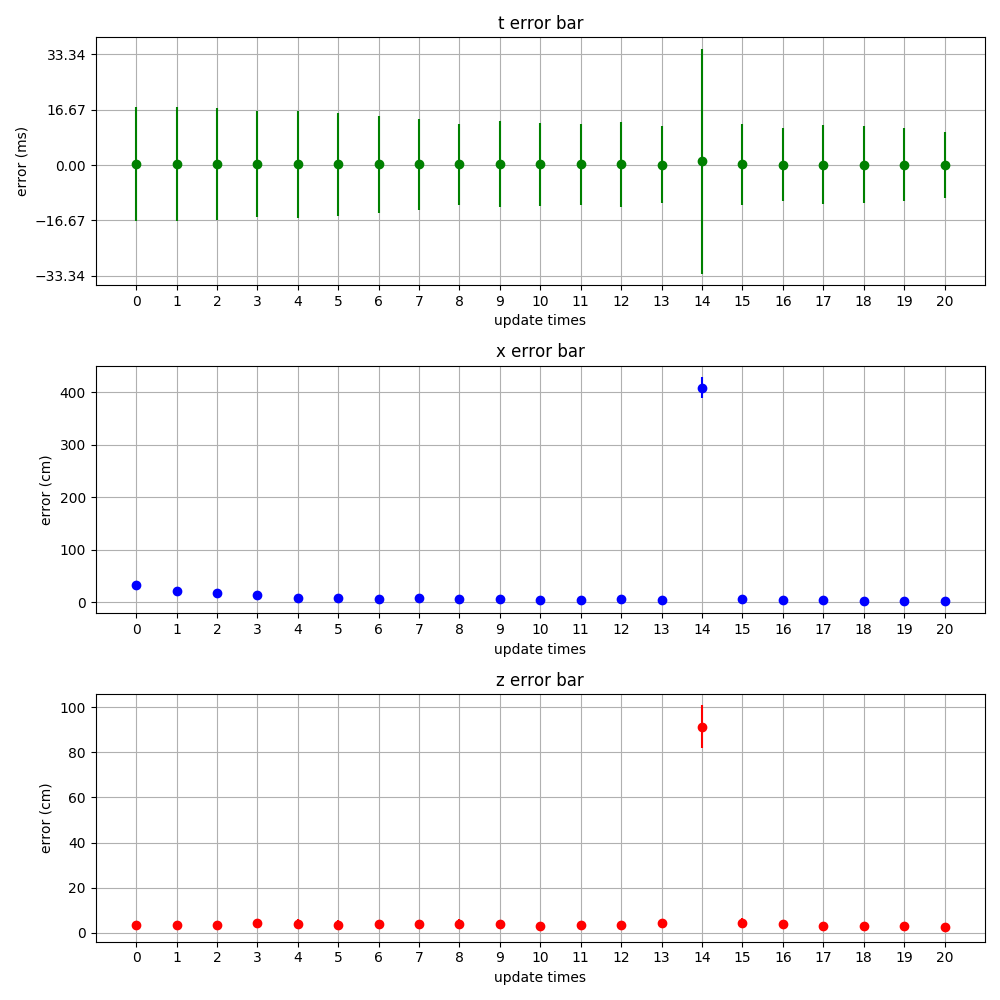 t error bar
33.34
16.67
0.00
−16.67
−33.34
error (ms)
0 1 2 3 4 5 6 7 8 9 10 11 12 13 14 15 16 17 18 19 20
update times
x error bar
400
300
200
100
0
error (cm)
0 1 2 3 4 5 6 7 8 9 10 11 12 13 14 15 16 17 18 19 20
update times
z error bar
100
80
60
40
20
0
error (cm)
0 1 2 3 4 5 6 7 8 9 10 11 12 13 14 15 16 17 18 19 20
update times